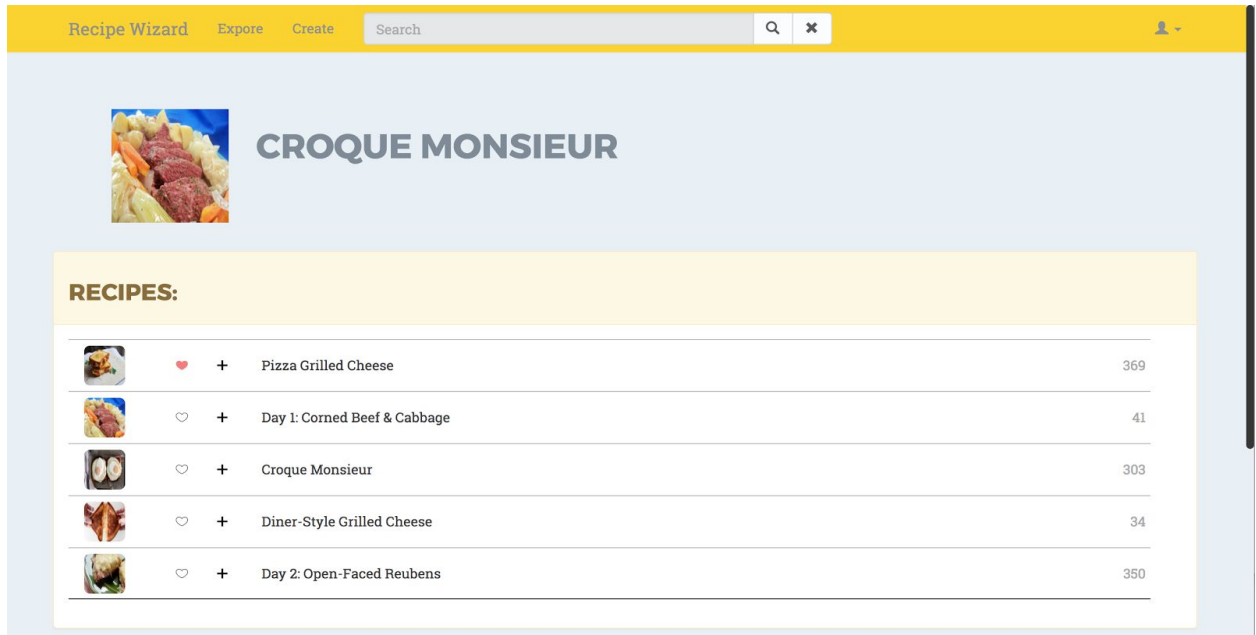 Recipe Wizard Expore Create Search
CROQUE MONSIEUR
RECIPES:
Pizza Grilled Cheese 369
Day 1: Corned Beef & Cabbage 41
Croque Monsieur 303
Diner-Style Grilled Cheese 34
Day 2: Open-Faced Reubens 350